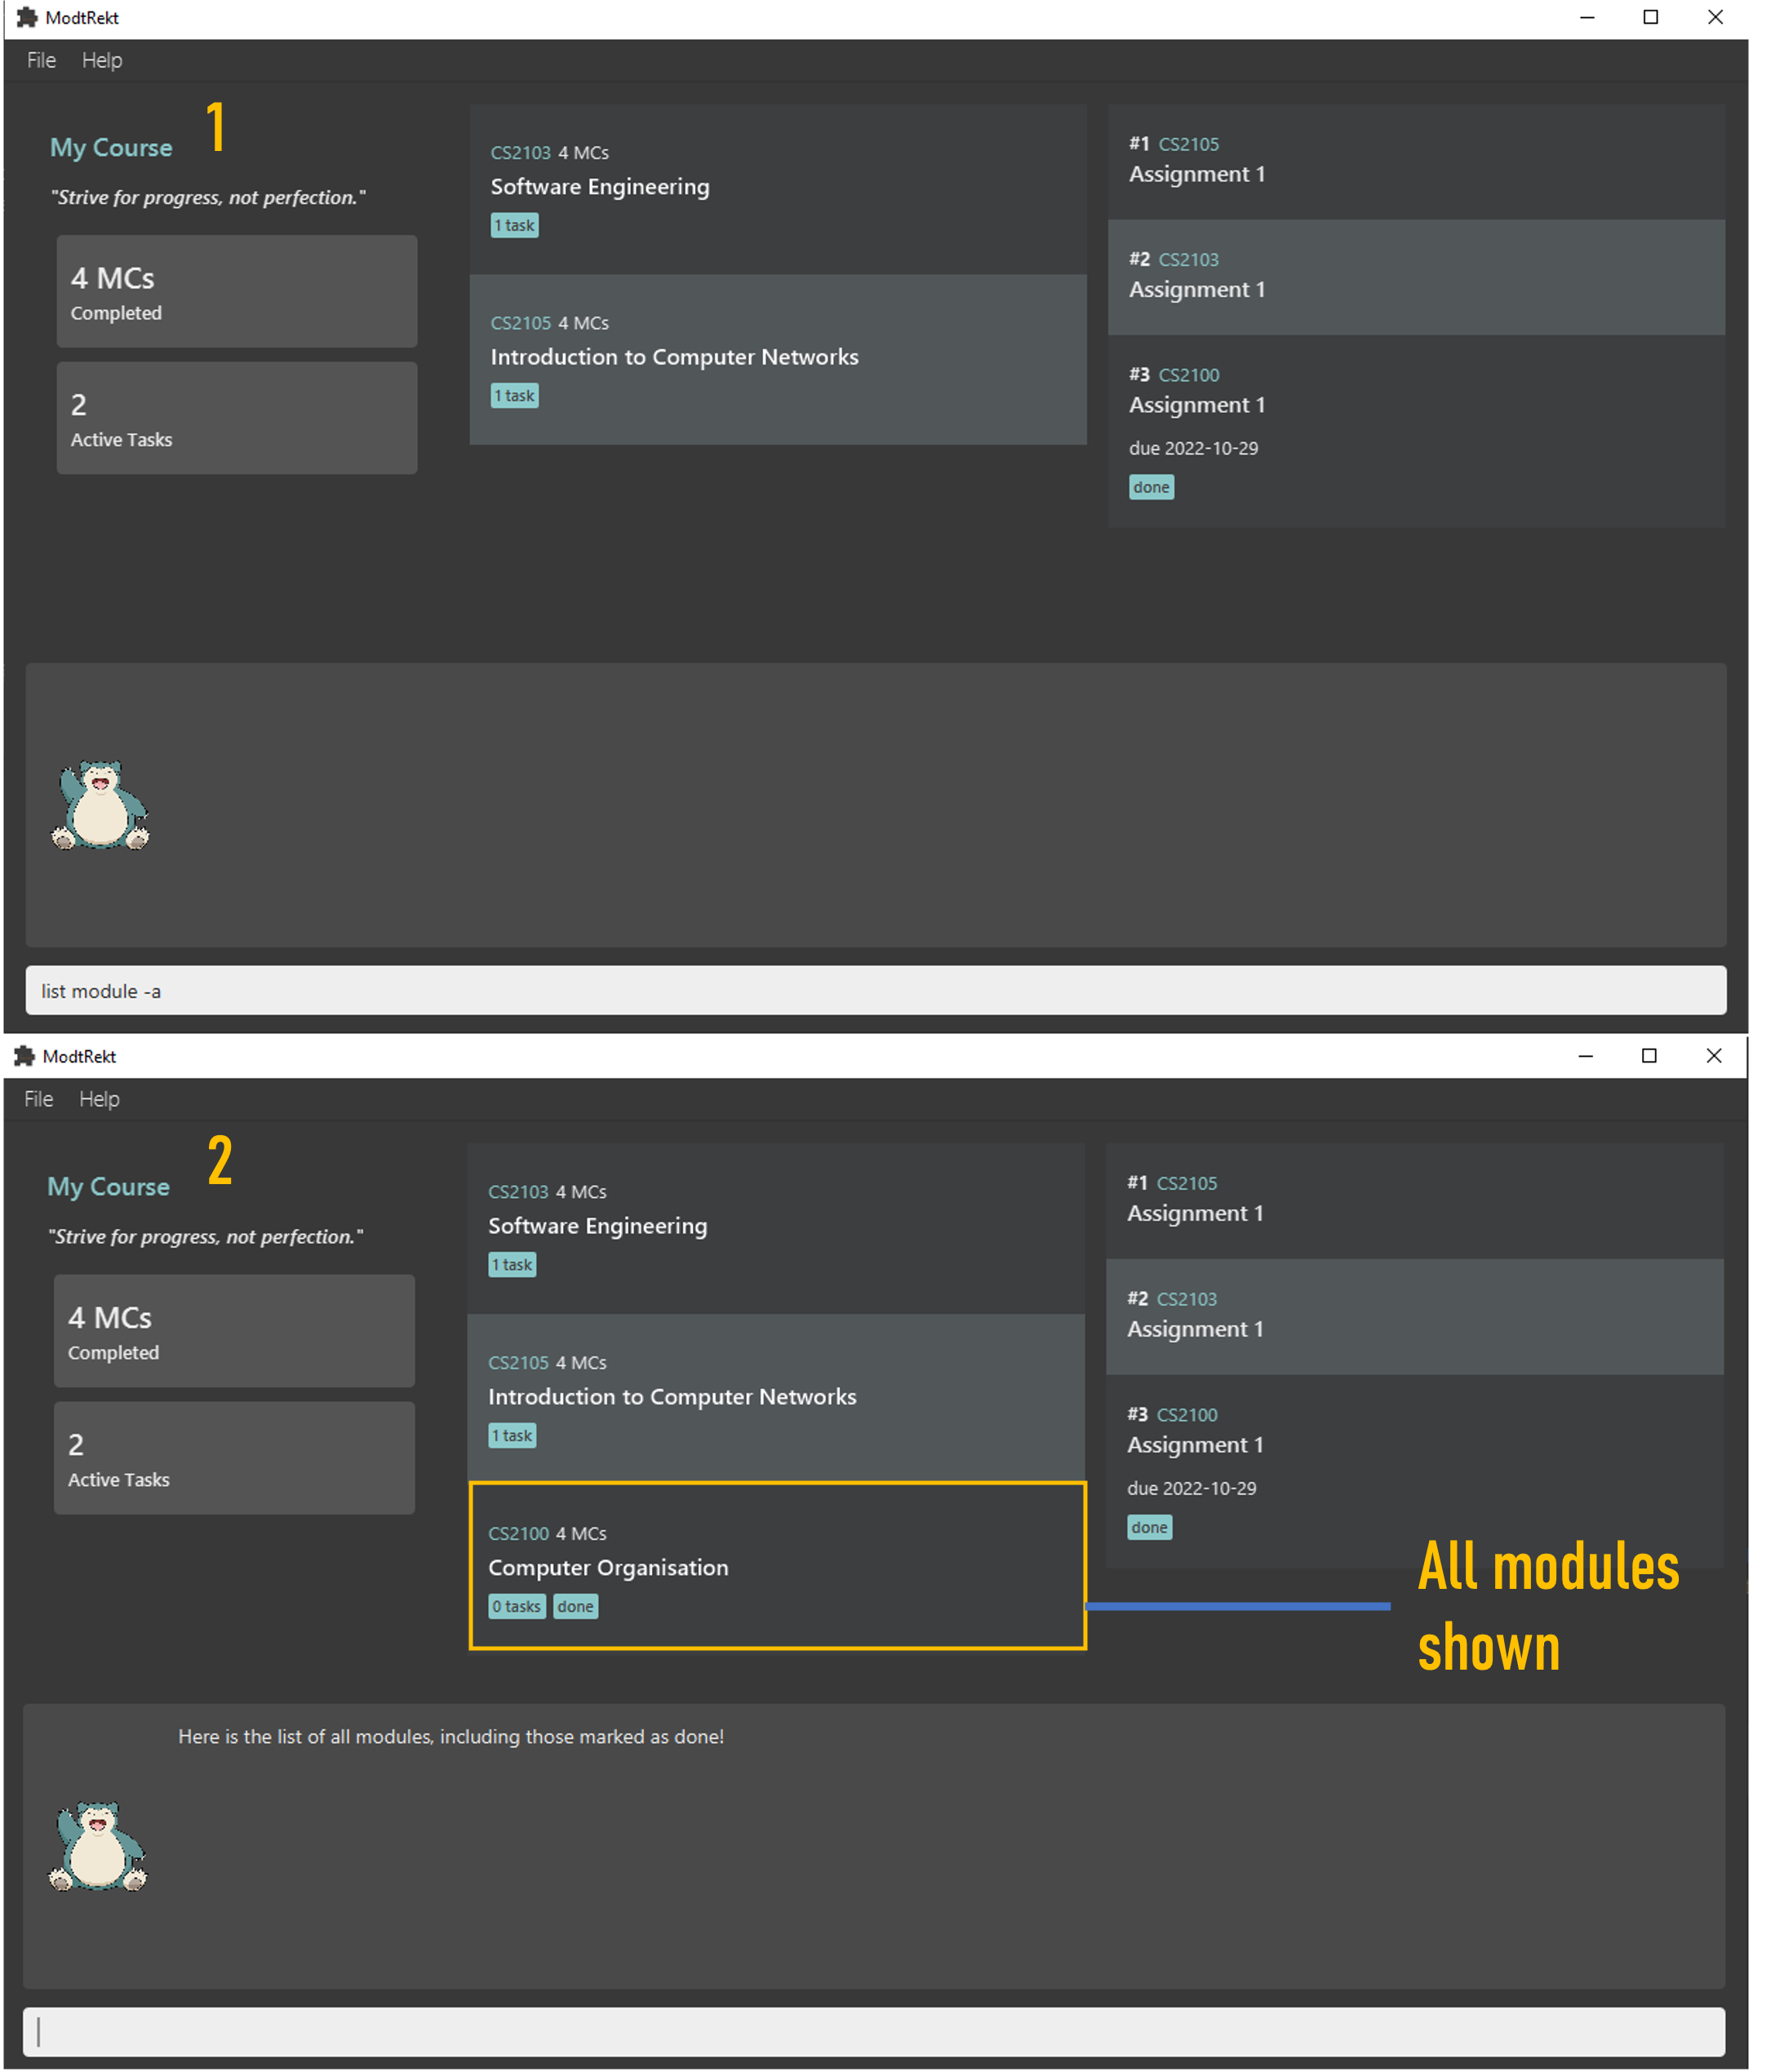 ModtRekt
File Help
1
My Course
"Strive for progress, not perfection."
4 MCs
Completed
2
Active Tasks
CS2103 4 MCs
Software Engineering
1 task
CS2105 4 MCs
Introduction to Computer Networks
1 task
#1 CS2105
Assignment 1
#2 CS2103
Assignment 1
#3 CS2100
Assignment 1
due 2022-10-29
done
list module -a
ModtRekt
File Help
2
My Course
"Strive for progress, not perfection."
4 MCs
Completed
2
Active Tasks
CS2103 4 MCs
Software Engineering
1 task
CS2105 4 MCs
Introduction to Computer Networks
1 task
CS2100 4 MCs
Computer Organisation
0 tasks done
#1 CS2105
Assignment 1
#2 CS2103
Assignment 1
#3 CS2100
Assignment 1
due 2022-10-29
done
All modules
shown
Here is the list of all modules, including those marked as done!